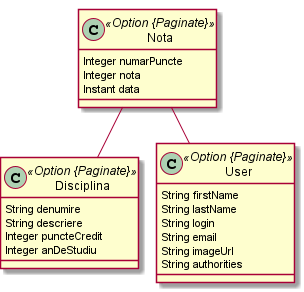 C «Option {Paginate}»
Nota
Integer numarPuncte
Integer nota
Instant data
C «Option {Paginate}»
Disciplina
String denumire
String descriere
Integer puncteCredit
Integer anDeStudiu
C «Option {Paginate}»
User
String firstName
String lastName
String login
String email
String imageUrl
String authorities